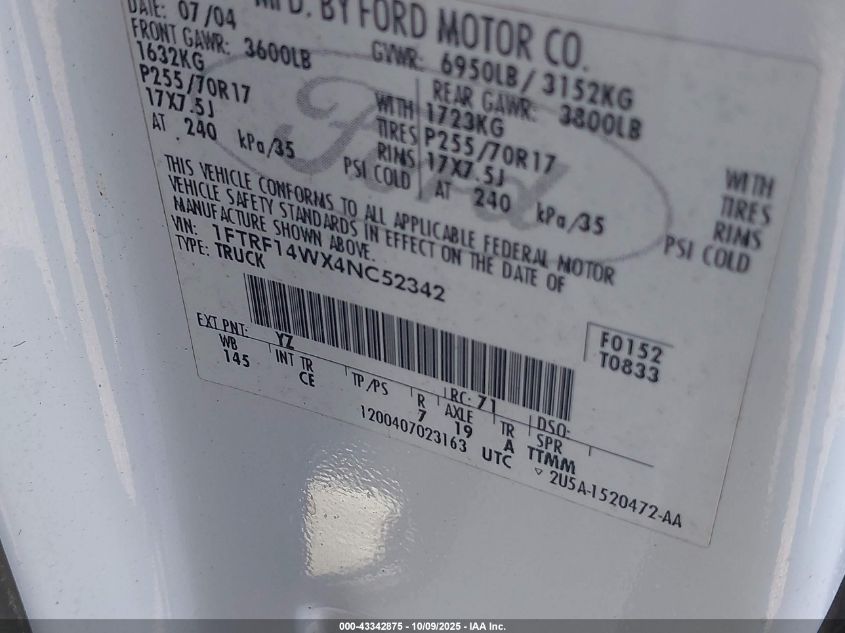 MFD. BY FORD MOTOR CO.
DATE: 07/04 GVWR: 6950LB/ 3152KG
FRONT GAWR: 3600LB REAR GAWR: 3800LB
1632KG WITH 1723KG WITH
P255/70R17 TIRES P255/70R17 TIRES
17X7.5J RIMS 17X7.5J RIMS
AT 240 kPa/35 PSI COLD AT 240 kPa/35 PSI COLD
THIS VEHICLE CONFORMS TO ALL APPLICABLE FEDERAL MOTOR
VEHICLE SAFETY STANDARDS IN EFFECT ON THE DATE OF
MANUFACTURE SHOWN ABOVE.
VIN: 1FTRF14WX4NC52342
TYPE: TRUCK
F0152
T0833
EXT PNT: YZ RC: 71 DSO:
WB INT TR TP/PS R AXLE TR SPR
145 CE 7 19 A TTMM
1200407023163 UTC ▽ 2U5A-1520472-AA
Ford
000-43342875 - 10/09/2025 - IAA Inc.